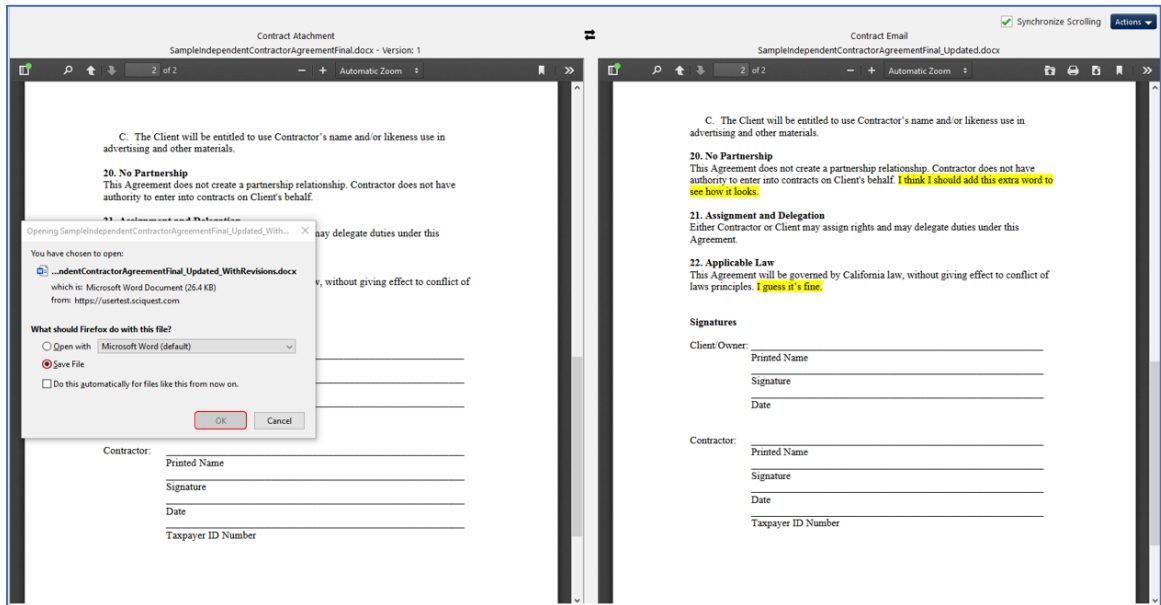 Synchronize Scrolling Actions
Contract Atachment
SampleIndependentContractorAgreementFinal.docx - Version: 1
2 of 2 Automatic Zoom
C. The Client will be entitled to use Contractor's name and/or likeness use in
advertising and other materials.
20. No Partnership
This Agreement does not create a partnership relationship. Contractor does not have
authority to enter into contracts on Client's behalf.
21. Assignment and Delegation
may delegate duties under this
, without giving effect to conflict of
Opening SampleIndependentContractorAgreementFinal_Updated_With...
You have chosen to open:
...ndentContractorAgreementFinal_Updated_WithRevisions.docx
which is: Microsoft Word Document (26.4 KB)
from: https://usertest.sciquest.com
What should Firefox do with this file?
Open with Microsoft Word (default)
Save File
Do this automatically for files like this from now on.
OK Cancel
Contractor:
Printed Name
Signature
Date
Taxpayer ID Number
Contract Email
SampleIndependentContractorAgreementFinal_Updated.docx
2 of 2 Automatic Zoom
C. The Client will be entitled to use Contractor's name and/or likeness use in
advertising and other materials.
20. No Partnership
This Agreement does not create a partnership relationship. Contractor does not have
authority to enter into contracts on Client's behalf. I think I should add this extra word to
see how it looks.
21. Assignment and Delegation
Either Contractor or Client may assign rights and may delegate duties under this
Agreement.
22. Applicable Law
This Agreement will be governed by California law, without giving effect to conflict of
laws principles. I guess it's fine.
Signatures
Client/Owner:
Printed Name
Signature
Date
Contractor:
Printed Name
Signature
Date
Taxpayer ID Number